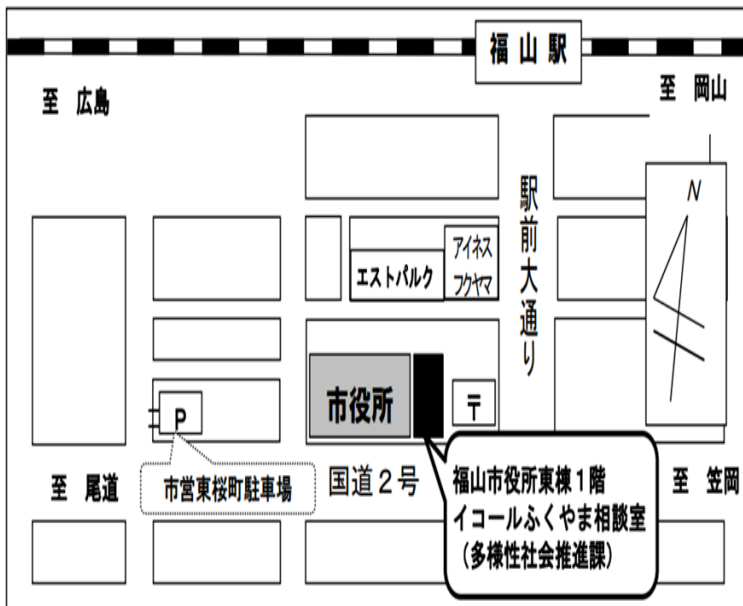 福山駅
至 広島
至 岡山
N
駅前大通り
アイネス
フクヤマ
エストパルク
市役所
〒
P
市営東桜町駐車場
至 尾道
国道２号
至 笠岡
福山市役所東棟１階
イコールふくやま相談室
（多様性社会推進課）